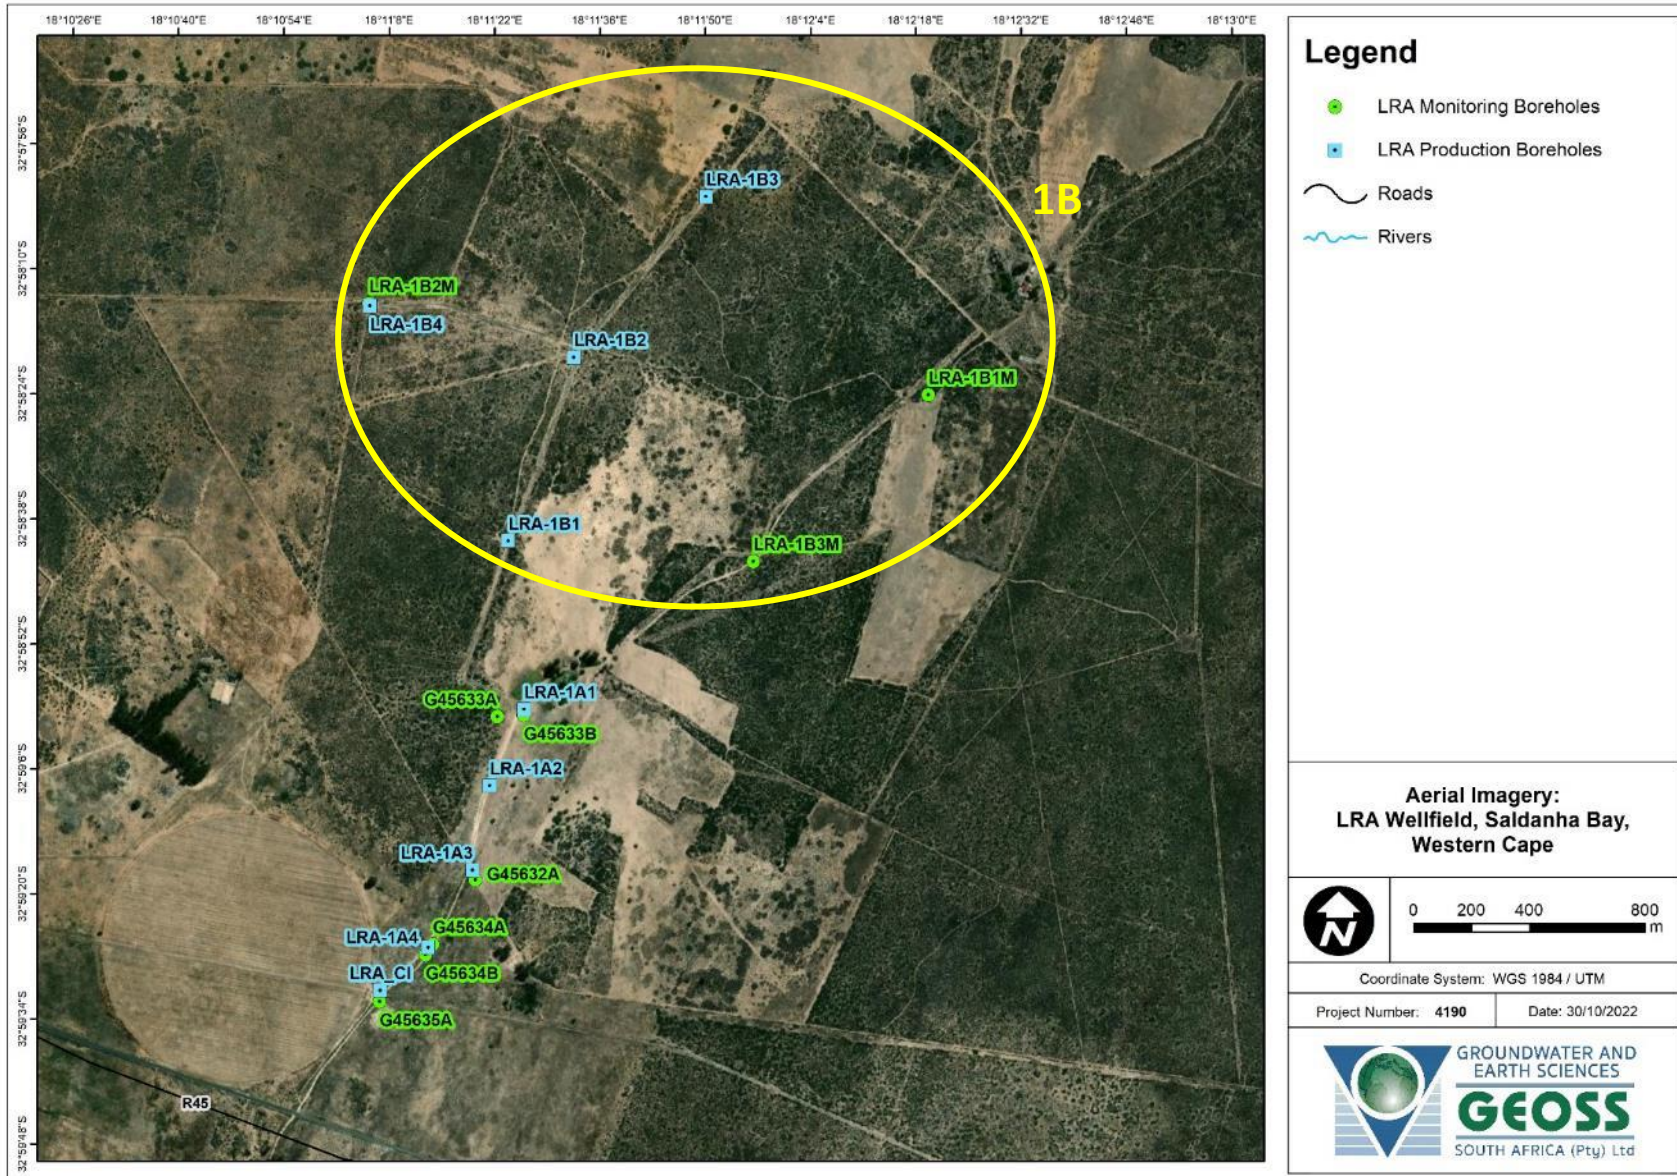 18°10'26"E 18°10'40"E 18°10'54"E 18°11'8"E 18°11'22"E 18°11'36"E 18°11'50"E 18°12'4"E 18°12'18"E 18°12'32"E 18°12'46"E 18°13'0"E
32°57'56"S
32°58'10"S
32°58'24"S
32°58'38"S
32°58'52"S
32°59'6"S
32°59'20"S
32°59'34"S
32°59'48"S
1B
LRA-1B3
LRA-1B2M
LRA-1B4
LRA-1B2
LRA-1B1M
LRA-1B1
LRA-1B3M
LRA-1A1
G45633A
G45633B
LRA-1A2
LRA-1A3
G45632A
G45634A
LRA-1A4
G45634B
LRA_CI
G45635A
R45
Legend
LRA Monitoring Boreholes
LRA Production Boreholes
Roads
Rivers
Aerial Imagery:
LRA Wellfield, Saldanha Bay,
Western Cape
N
0 200 400 800
m
Coordinate System: WGS 1984 / UTM
Project Number: 4190 Date: 30/10/2022
GROUNDWATER AND
EARTH SCIENCES
GEOSS
SOUTH AFRICA (Pty) Ltd